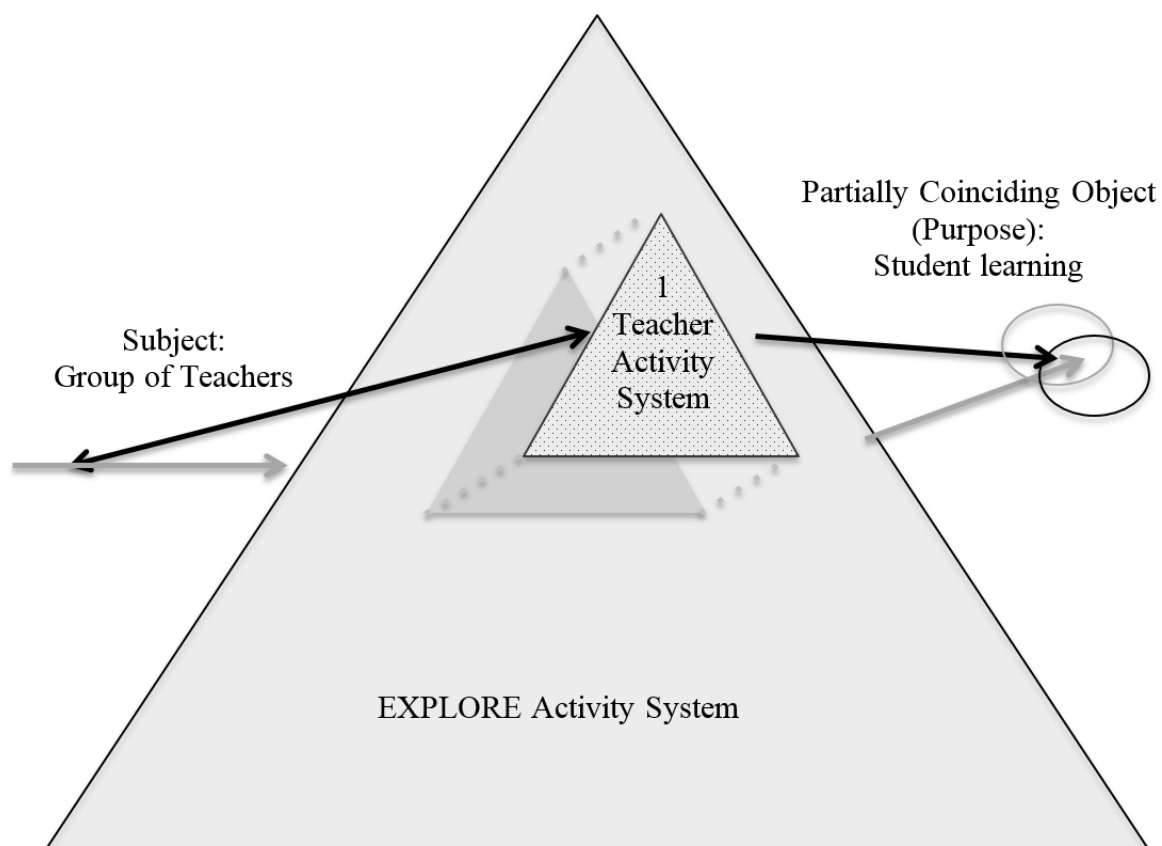 Partially Coinciding Object
(Purpose):
Student learning
1
Teacher
Activity
System
Subject:
Group of Teachers
EXPLORE Activity System